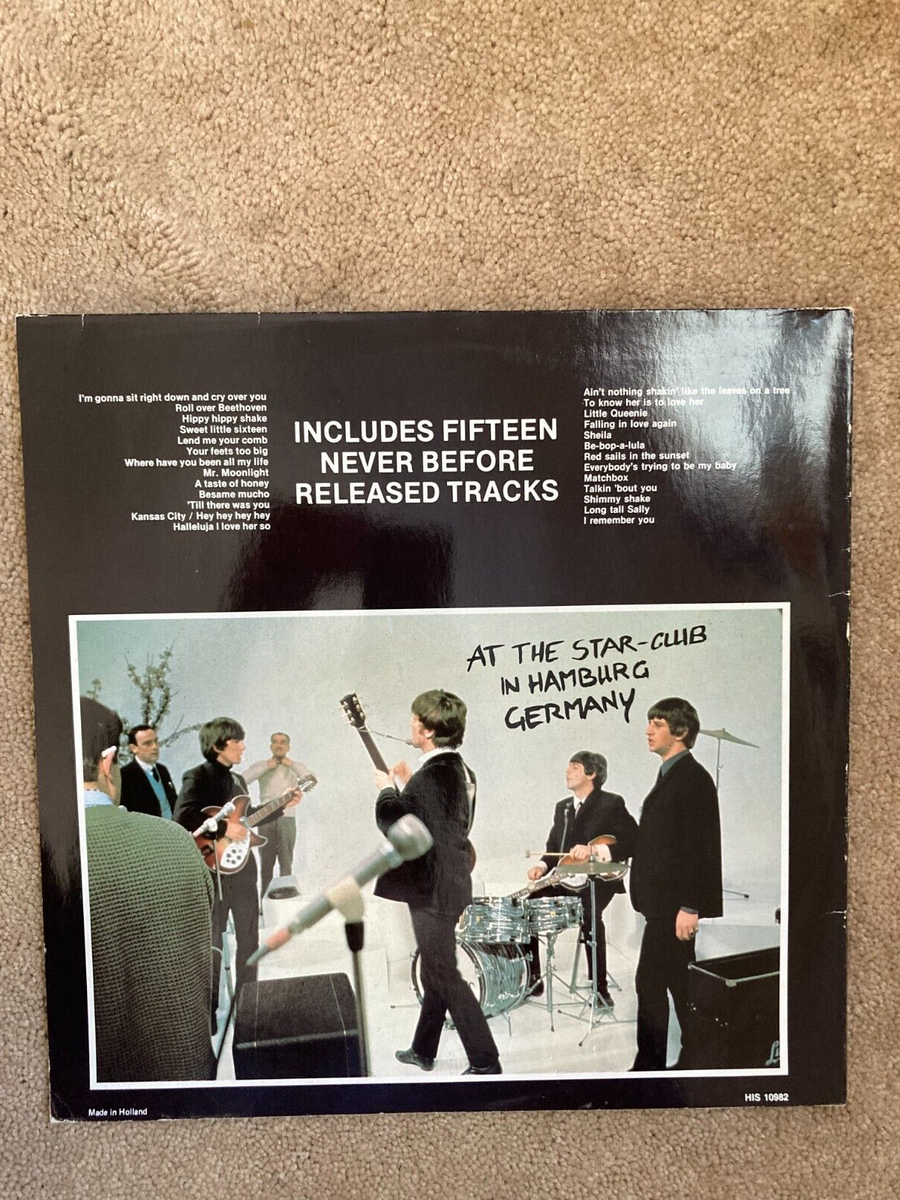 I'm gonna sit right down and cry over you
Roll over Beethoven
Hippy hippy shake
Sweet little sixteen
Lend me your comb
Your feets too big
Where have you been all my life
Mr. Moonlight
A taste of honey
Besame mucho
'Till there was you
Kansas City / Hey hey hey hey
Halleluja I love her so
INCLUDES FIFTEEN
NEVER BEFORE
RELEASED TRACKS
Ain't nothing shakin' like the leaves on a tree
To know her is to love her
Little Queenie
Falling in love again
Sheila
Be-bop-a-lula
Red sails in the sunset
Everybody's trying to be my baby
Matchbox
Talkin 'bout you
Shimmy shake
Long tall Sally
I remember you
AT THE STAR-CLUB
IN HAMBURG
GERMANY
Made in Holland
HIS 10982